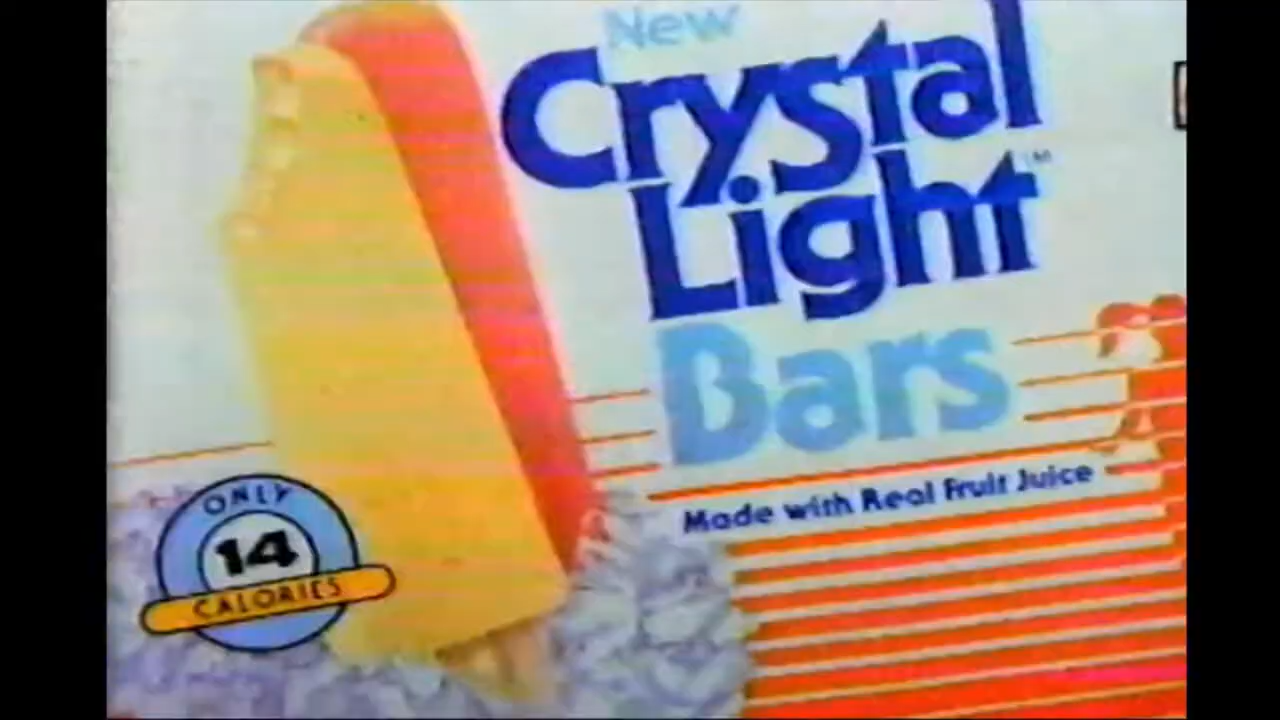 New
Crystal
Light™
Bars
Made with Real Fruit Juice
ONLY
14
CALORIES